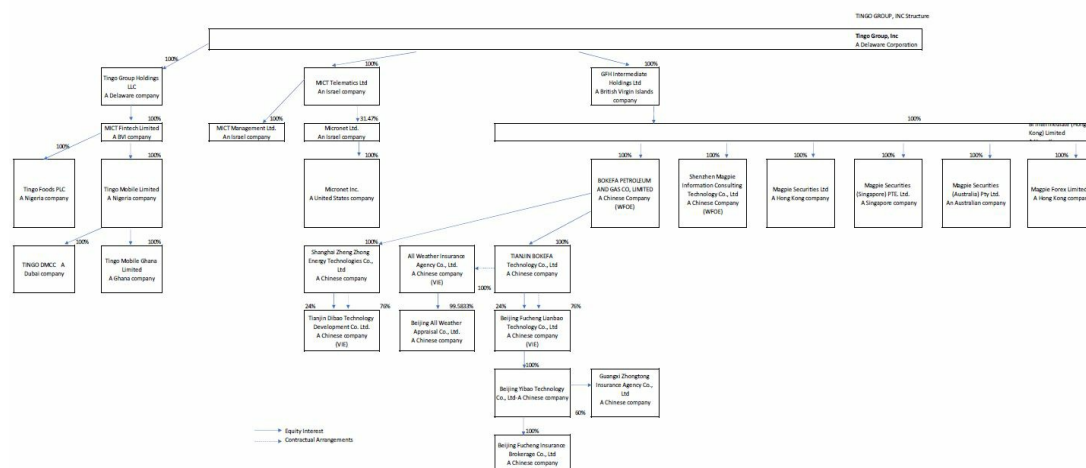 TINGO GROUP, INC Structure
Tingo Group, Inc
A Delaware Corporation
100%
100%
100%
Tingo Group Holdings
LLC
A Delaware company
MICT Telematics Ltd
An Israel company
GFH Intermediate
Holdings Ltd
A British Virgin Islands
company
100%
100%
31.47%
100%
MICT Fintech Limited
A BVI company
MICT Management Ltd.
An Israel company
Micronet Ltd.
An Israel company
Kong) Limited
100%
100%
100%
100%
100%
100%
100%
100%
100%
Tingo Foods PLC
A Nigeria company
Tingo Mobile Limited
A Nigeria company
Micronet Inc.
A United States company
BOKEFA PETROLEUM
AND GAS CO, LIMITED
A Chinese Company
(WFOE)
Shenzhen Magpie
Information Consulting
Technology Co., Ltd
A Chinese Company
(WFOE)
Magpie Securities Ltd
A Hong Kong company
Magpie Securities
(Singapore) PTE. Ltd.
A Singapore company
Magpie Securities
(Australia) Pty Ltd.
An Australian company
Magpie Forex Limited
A Hong Kong company
100%
100%
100%
100%
TINGO DMCC A
Dubai company
Tingo Mobile Ghana
Limited
A Ghana company
Shanghai Zheng Zhong
Energy Technologies Co.,
Ltd
A Chinese company
All Weather Insurance
Agency Co., Ltd.
A Chinese company
(VIE)
100%
TIANJIN BOKEFA
Technology Co., Ltd
A Chinese company
24%
76%
99.5833%
24%
76%
Tianjin Dibao Technology
Development Co. Ltd.
A Chinese company
(VIE)
Beijing All Weather
Appraisal Co., Ltd.
A Chinese company
Beijing Fucheng Lianbao
Technology Co., Ltd
A Chinese company
(VIE)
100%
Beijing Yibao Technology
Co., Ltd- A Chinese company
Guangxi Zhongtong
Insurance Agency Co.,
Ltd
A Chinese company
60%
100%
Equity Interest
Contractual Arrangements
Beijing Fucheng Insurance
Brokerage Co., Ltd
A Chinese company